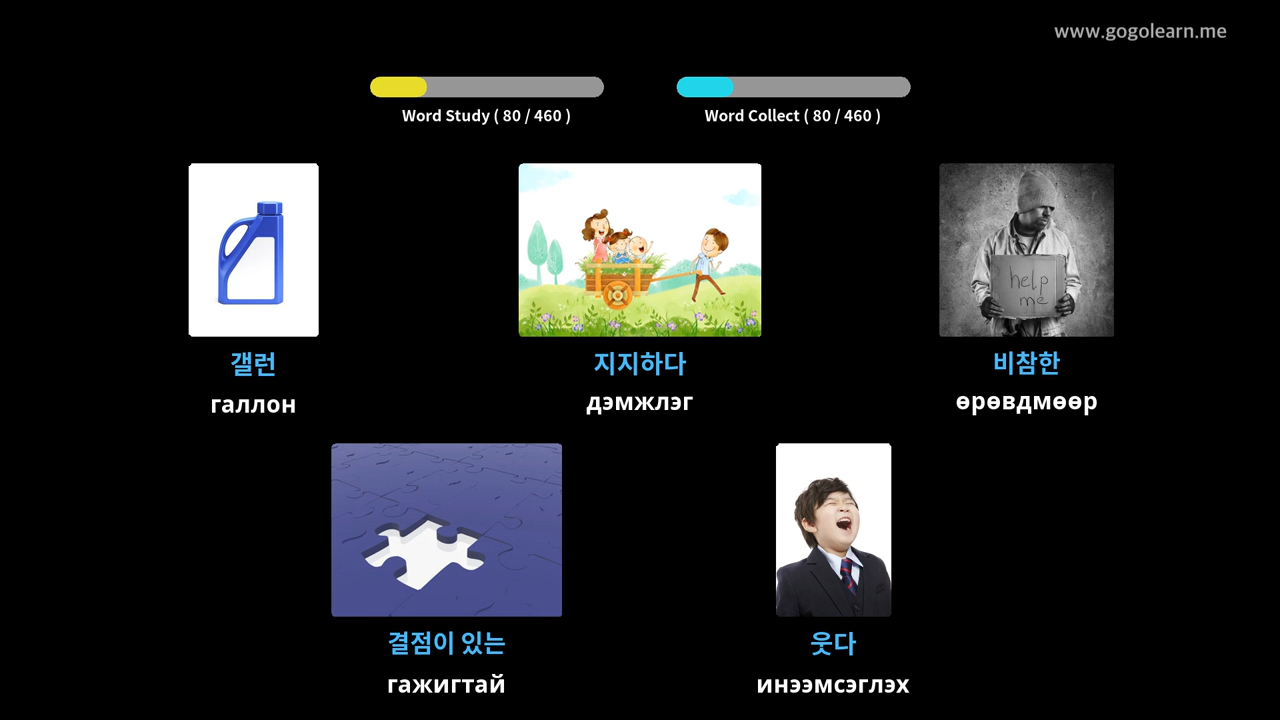 www.gogolearn.me
Word Study ( 80 / 460 )
Word Collect ( 80 / 460 )
help
me
갤런
галлон
지지하다
дэмжлэг
비참한
өрөвдмөөр
결점이 있는
гажигтай
웃다
инээмсэглэх